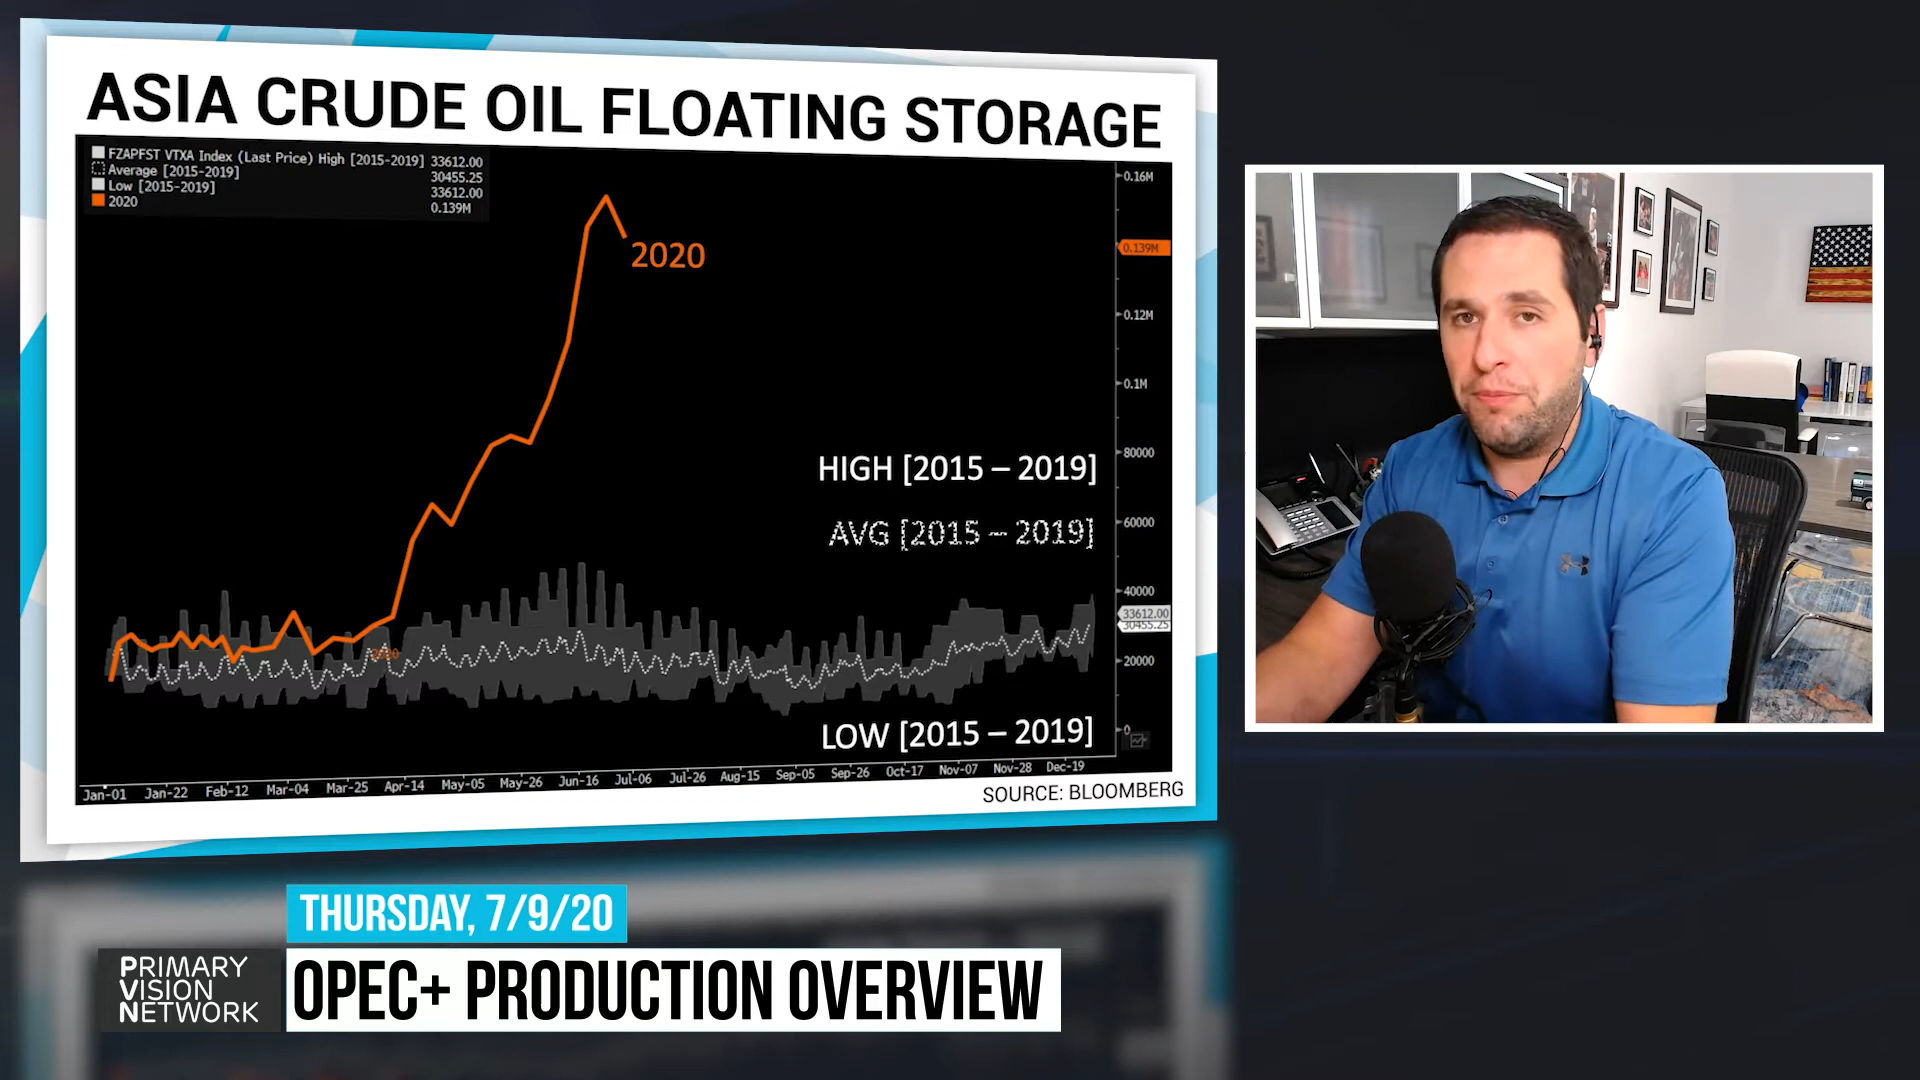 ASIA CRUDE OIL FLOATING STORAGE
FZAPFST VTXA Index (Last Price) High [2015-2019] 33612.00
Average [2015-2019] 30455.25
Low [2015-2019] 33612.00
2020 0.139M
2020
0.16M
0.139M
0.12M
0.1M
80000
60000
40000
33612.00
30455.25
20000
0
HIGH [2015 – 2019]
AVG [2015 – 2019]
LOW [2015 – 2019]
2020
Jan-01 Jan-22 Feb-12 Mar-04 Mar-25 Apr-14 May-05 May-26 Jun-16 Jul-06 Jul-26 Aug-15 Sep-05 Sep-26 Oct-17 Nov-07 Nov-28 Dec-19
SOURCE: BLOOMBERG
THURSDAY, 7/9/20
PRIMARY
VISION
NETWORK
OPEC+ PRODUCTION OVERVIEW